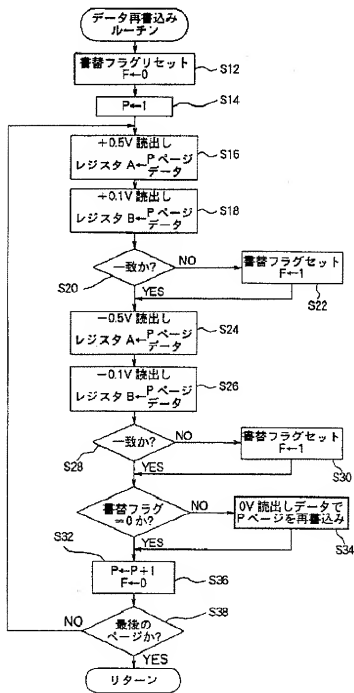 データ再書込み
ルーチン
書替フラグリセット
F←0
S12
P←1
S14
+0.5V 読出し
レジスタA←Pページ
データ
S16
+0.1V 読出し
レジスタB←Pページ
データ
S18
一致か?
NO
S20
YES
書替フラグセット
F←1
S22
−0.5V 読出し
レジスタA←Pページ
データ
S24
−0.1V 読出し
レジスタB←Pページ
データ
S26
一致か?
NO
S28
YES
書替フラグセット
F←1
S30
書替フラグ
=0か?
NO
S32
YES
0V 読出しデータで
Pページを再書込み
S34
P←P+1
F←0
S36
最後の
ページか?
S38
NO
YES
リターン